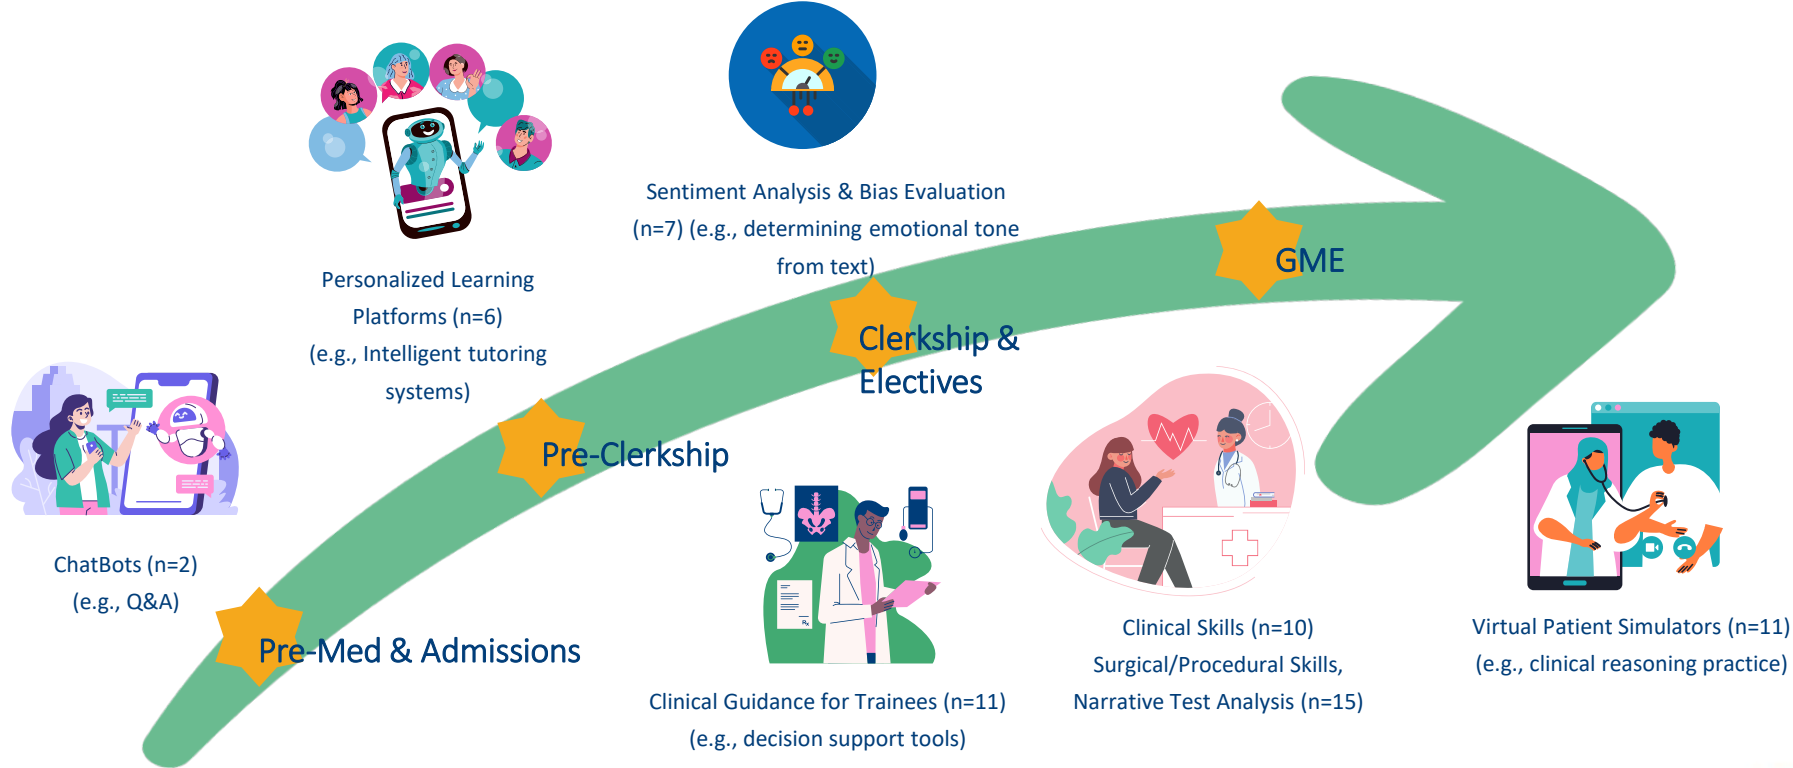 Sentiment Analysis & Bias Evaluation
(n=7) (e.g., determining emotional tone
from text)
GME
Personalized Learning
Platforms (n=6)
(e.g., Intelligent tutoring
systems)
Clerkship &
Electives
Pre-Clerkship
ChatBots (n=2)
(e.g., Q&A)
Pre-Med & Admissions
Rx
Clinical Guidance for Trainees (n=11)
(e.g., decision support tools)
Clinical Skills (n=10)
Surgical/Procedural Skills,
Narrative Test Analysis (n=15)
Virtual Patient Simulators (n=11)
(e.g., clinical reasoning practice)